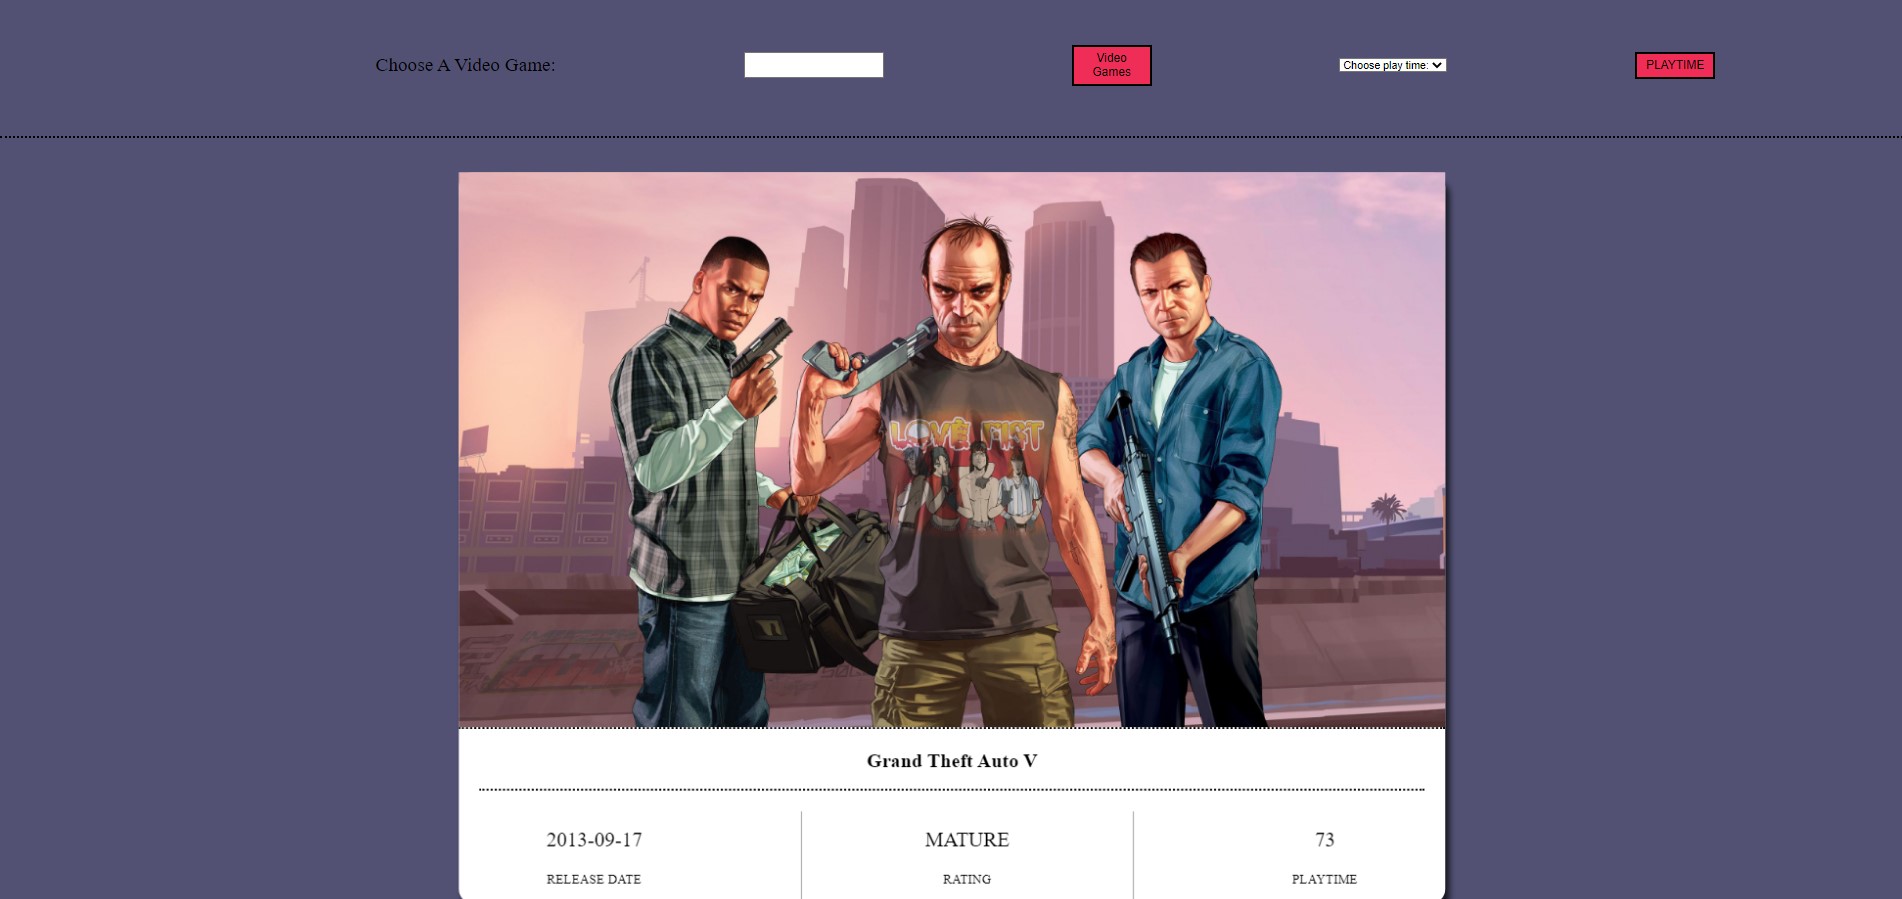 Choose A Video Game:
Video
Games
Choose play time:
PLAYTIME
LOVE FIST
Grand Theft Auto V
2013-09-17
MATURE
73
RELEASE DATE
RATING
PLAYTIME